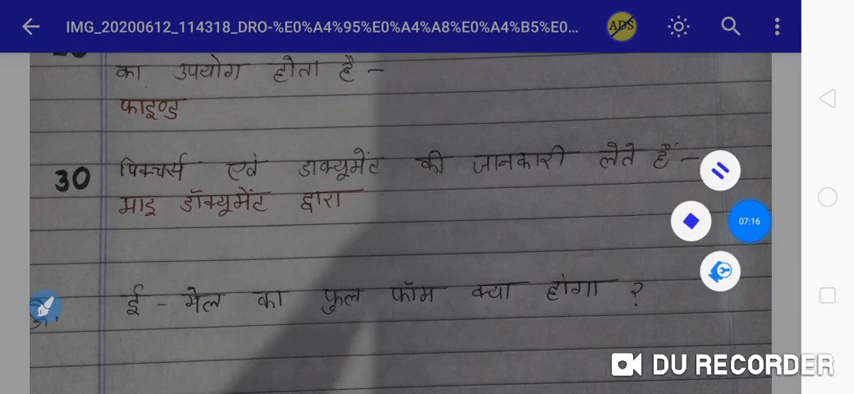 IMG_20200612_114318_DRO-%E0%A4%95%E0%A4%A8%E0%A4%B5%E0...
ADS
का उपयोग होता है -
फाइण्ड
30 पिक्चर्स एवं डाक्यूमेंट की जानकारी लेते हैं -
माइ डॉक्यूमेंट द्वारा
07:16
ई - मेल का फुल फॉम क्या होगा ?
DU RECORDER